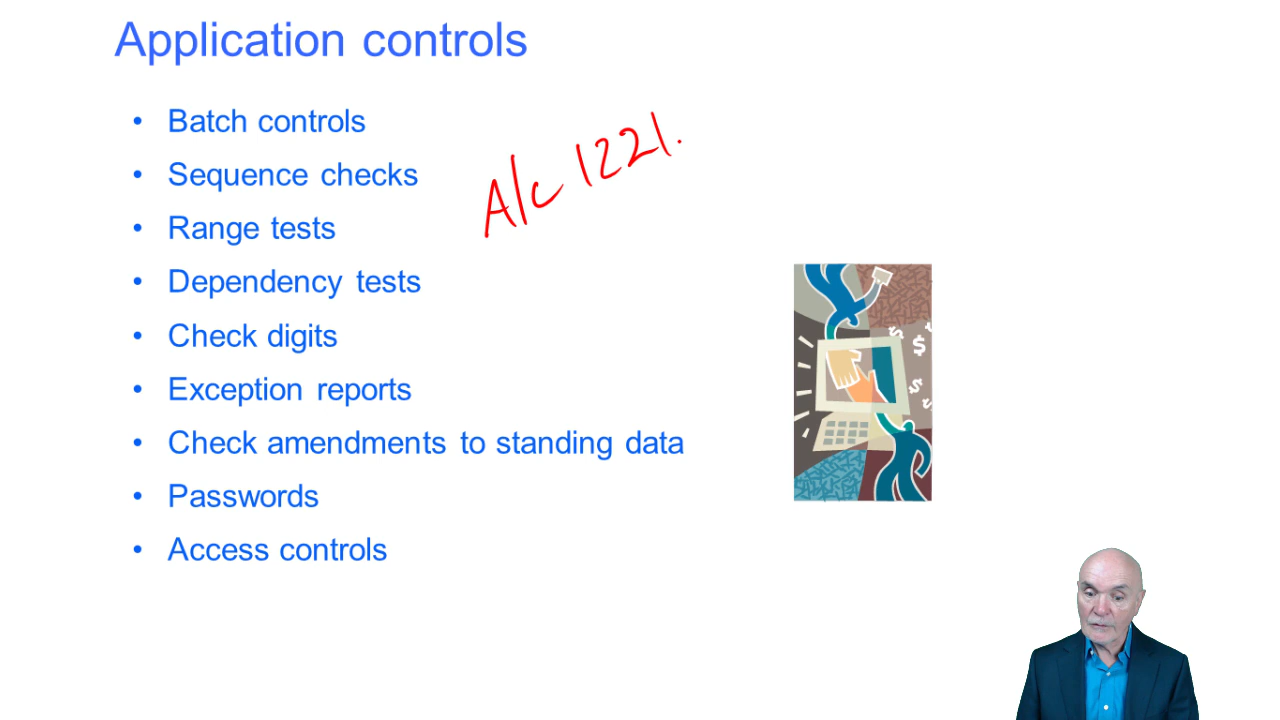 Application controls
• Batch controls
• Sequence checks
A/c 1221.
• Range tests
• Dependency tests
• Check digits
• Exception reports
• Check amendments to standing data
• Passwords
• Access controls
$
$
$